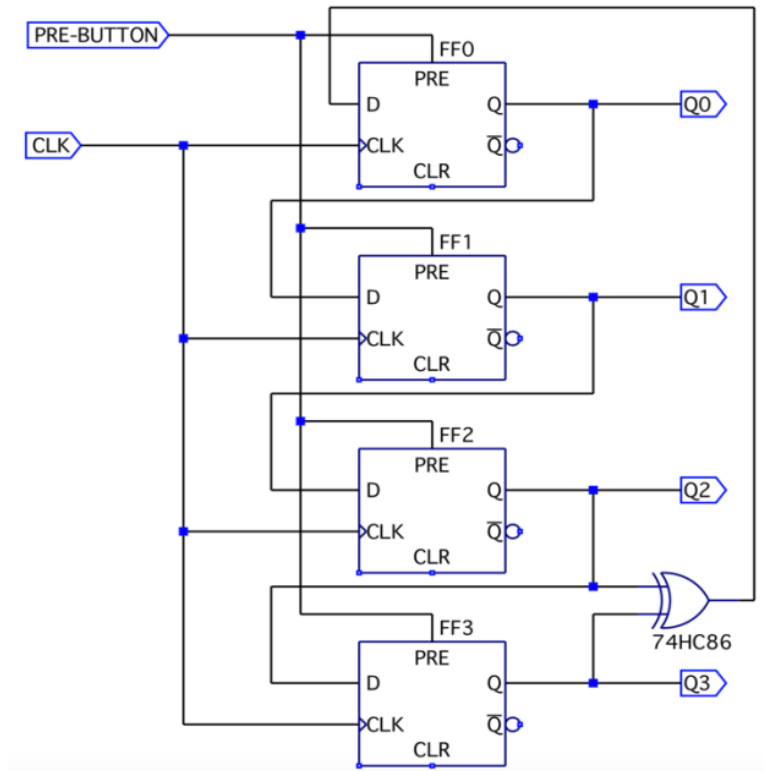 PRE-BUTTON
FF0
PRE
D Q Q0
CLK
CLK Q̅
CLR
FF1
PRE
D Q Q1
CLK Q̅
CLR
FF2
PRE
D Q Q2
CLK Q̅
CLR
FF3
74HC86
PRE
D Q Q3
CLK Q̅
CLR